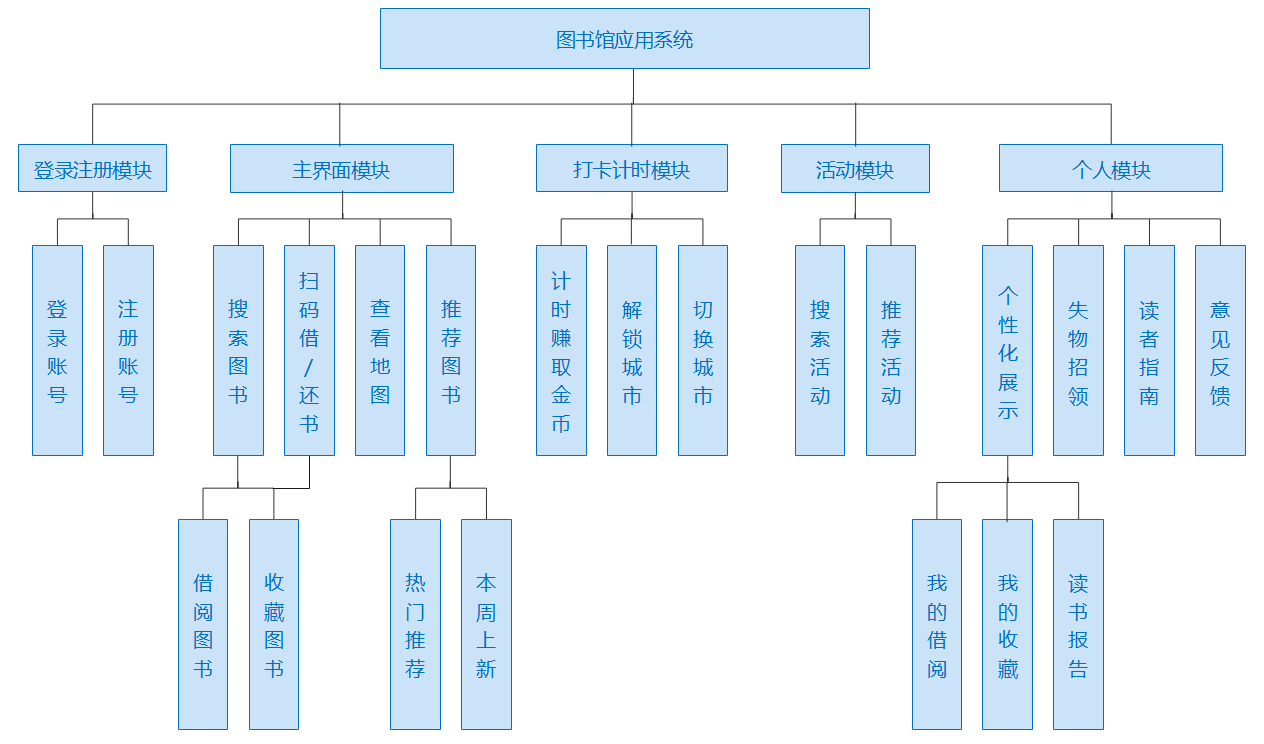 图书馆应用系统
登录注册模块
主界面模块
打卡计时模块
活动模块
个人模块
登录账号
注册账号
搜索图书
扫码借/还书
查看地图
推荐图书
计时赚取金币
解锁城市
切换城市
搜索活动
推荐活动
个性化展示
失物招领
读者指南
意见反馈
借阅图书
收藏图书
热门推荐
本周上新
我的借阅
我的收藏
读书报告